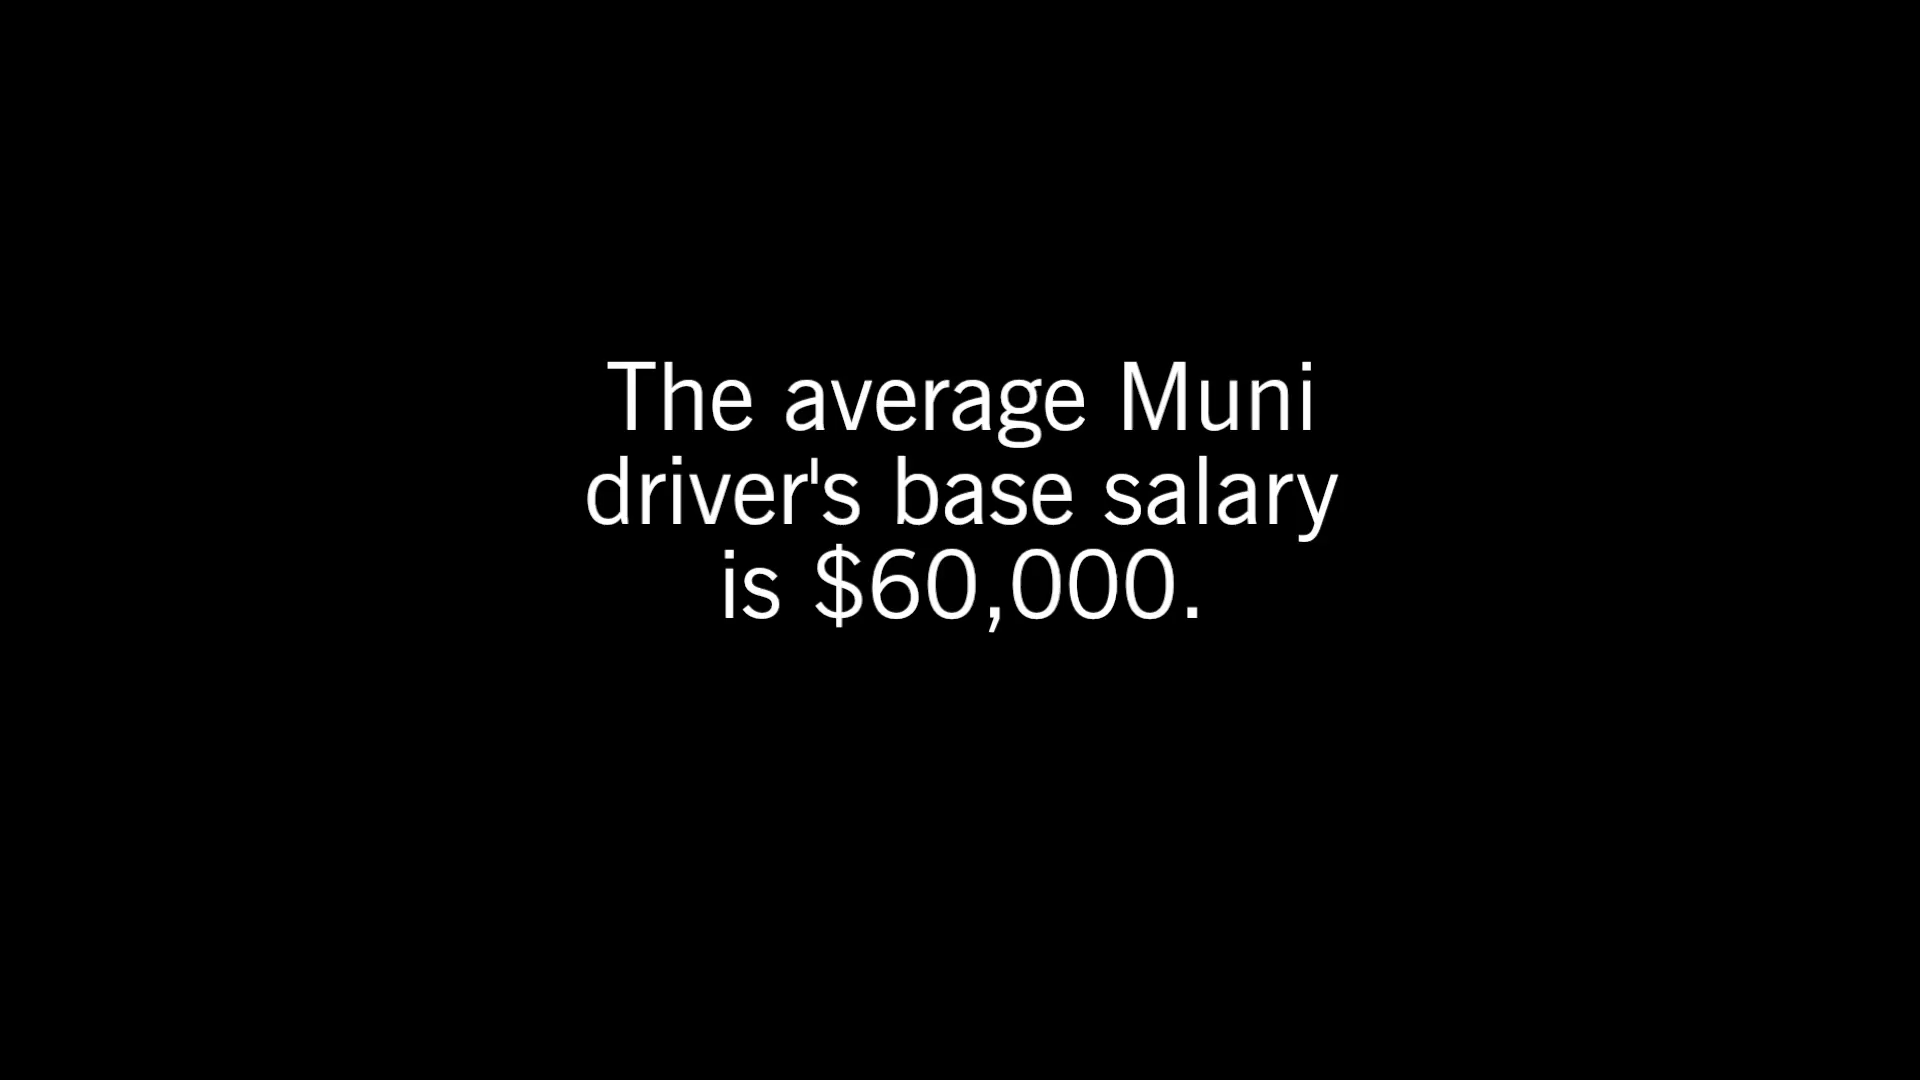 The average Muni
driver's base salary
is $60,000.